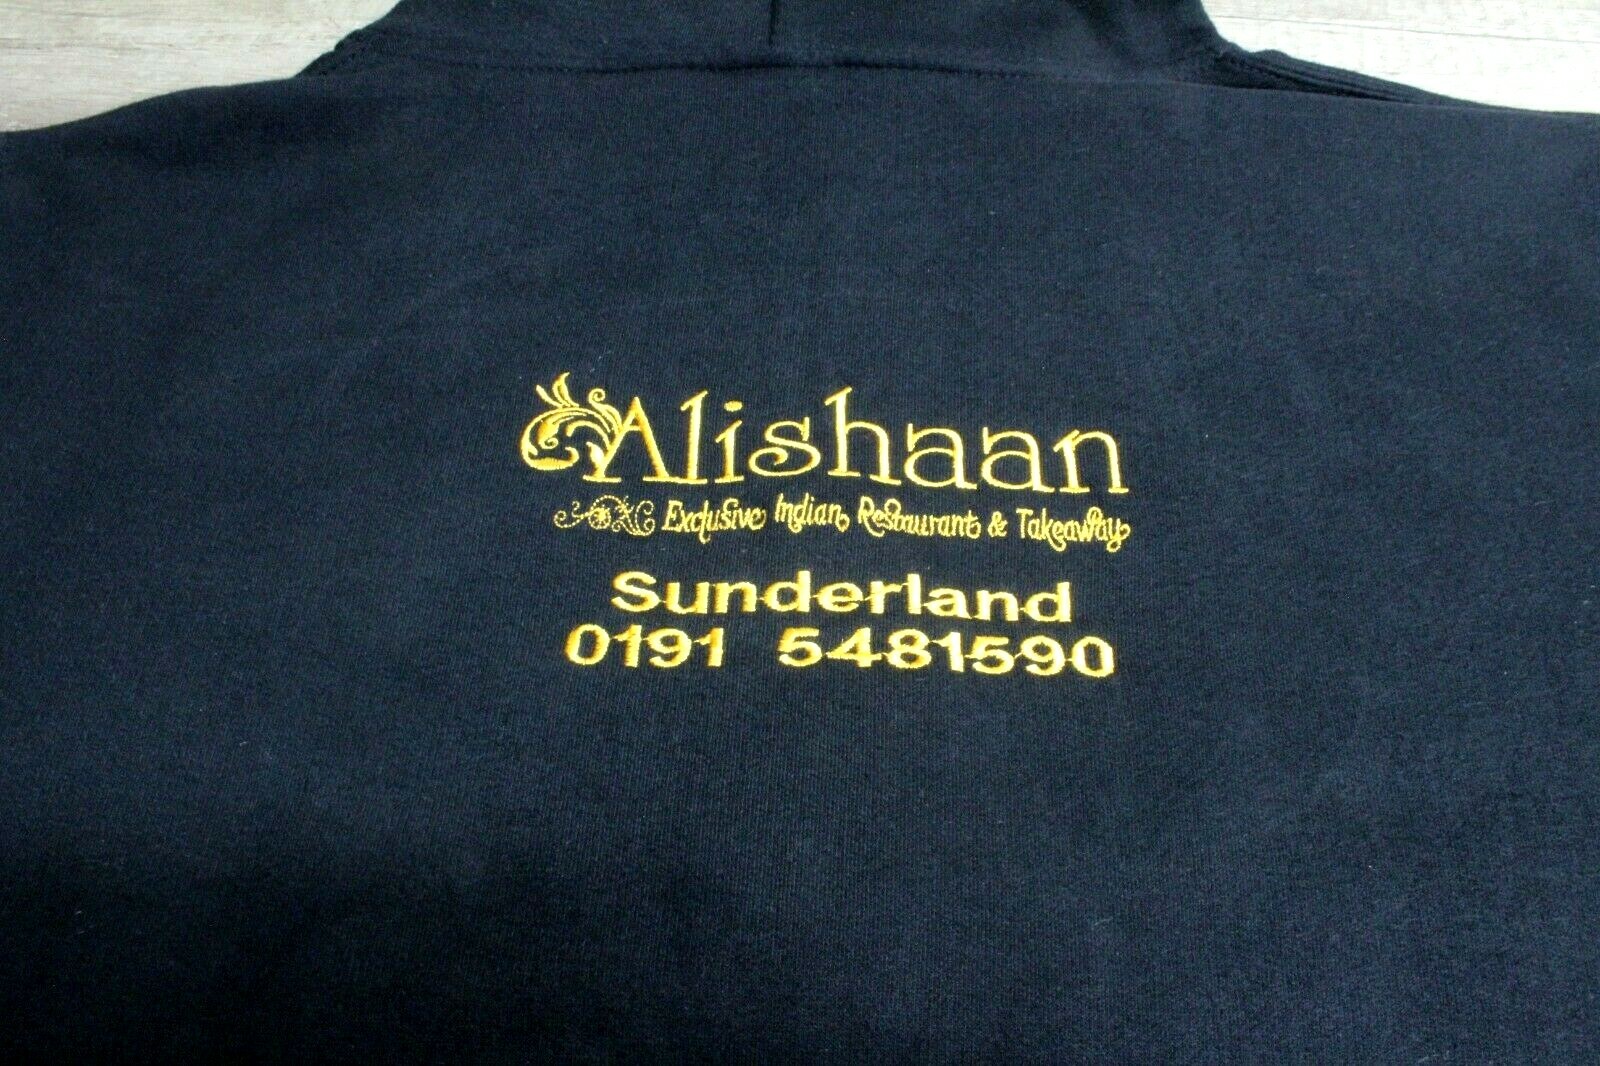 Alishaan
Exclusive Indian Restaurant & Takeaway
Sunderland
0191 5481590